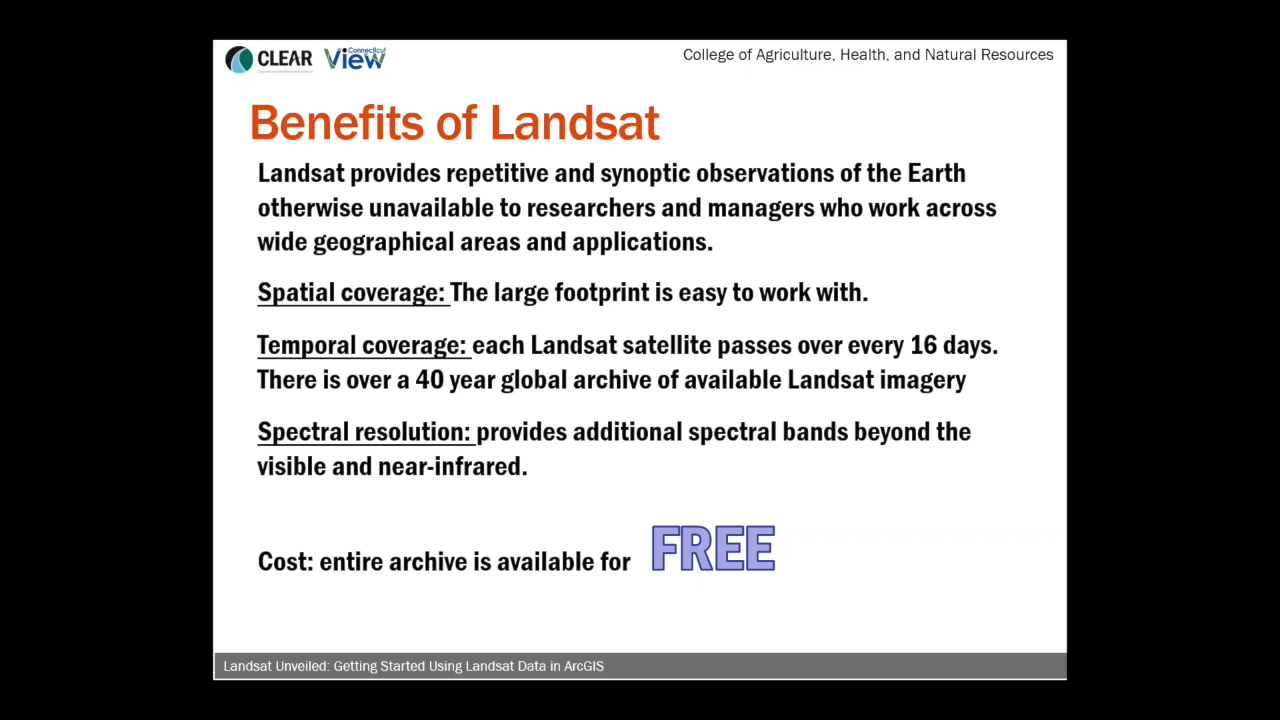 CLEAR
Connecticut
View
College of Agriculture, Health, and Natural Resources
Benefits of Landsat
Landsat provides repetitive and synoptic observations of the Earth
otherwise unavailable to researchers and managers who work across
wide geographical areas and applications.
Spatial coverage: The large footprint is easy to work with.
Temporal coverage: each Landsat satellite passes over every 16 days.
There is over a 40 year global archive of available Landsat imagery
Spectral resolution: provides additional spectral bands beyond the
visible and near-infrared.
Cost: entire archive is available for FREE
Landsat Unveiled: Getting Started Using Landsat Data in ArcGIS